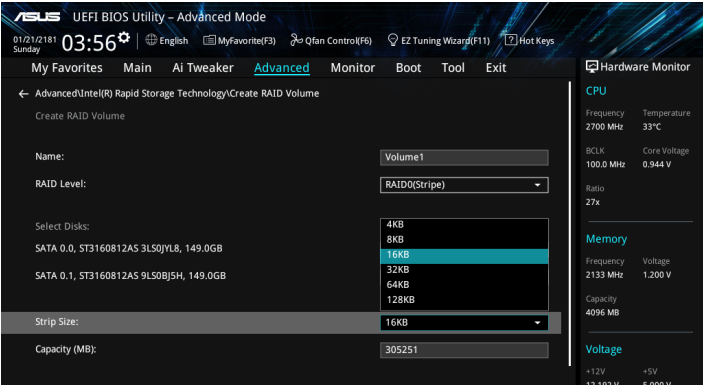 ASUS UEFI BIOS Utility – Advanced Mode
01/21/2181
Sunday
03:56
English
MyFavorite(F3)
Qfan Control(F6)
EZ Tuning Wizard(F11)
? Hot Keys
My Favorites Main Ai Tweaker Advanced Monitor Boot Tool Exit
← Advanced\Intel(R) Rapid Storage Technology\Create RAID Volume
Create RAID Volume
Name: Volume1
RAID Level: RAID0(Stripe)
Select Disks:
SATA 0.0, ST3160812AS 3LS0JYL8, 149.0GB
SATA 0.1, ST3160812AS 9LS0BJ5H, 149.0GB
4KB
8KB
16KB
32KB
64KB
128KB
Strip Size: 16KB
Capacity (MB): 305251
Hardware Monitor
CPU
Frequency Temperature
2700 MHz 33°C
BCLK Core Voltage
100.0 MHz 0.944 V
Ratio
27x
Memory
Frequency Voltage
2133 MHz 1.200 V
Capacity
4096 MB
Voltage
+12V +5V